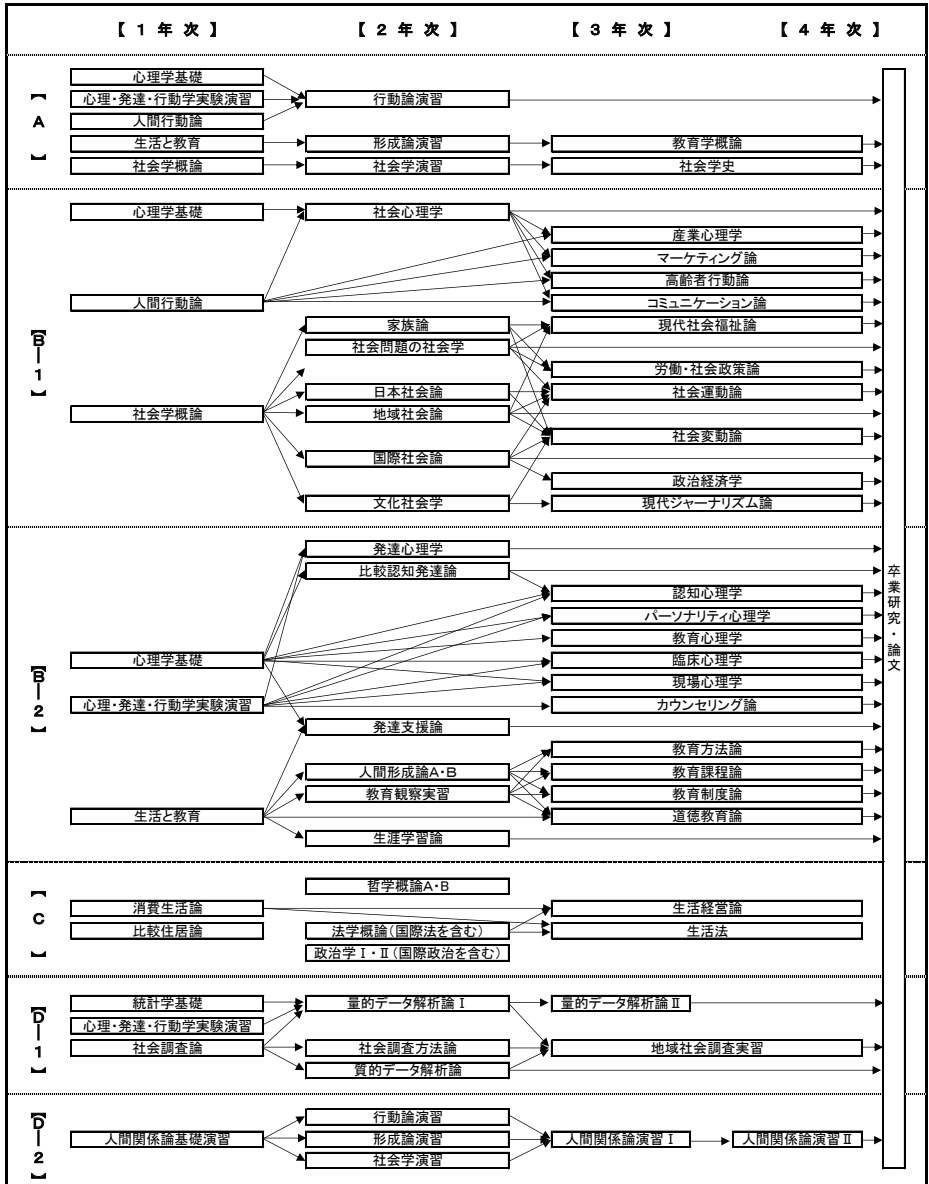 【 1 年 次 】 【 2 年 次 】 【 3 年 次 】 【 4 年 次 】
【A】
心理学基礎
心理・発達・行動学実験演習 行動論演習
人間行動論
生活と教育 形成論演習 教育学概論
社会学概論 社会学演習 社会学史
【B―1】
心理学基礎 社会心理学
産業心理学
マーケティング論
高齢者行動論
人間行動論 コミュニケーション論
家族論 現代社会福祉論
社会問題の社会学
労働・社会政策論
日本社会論 社会運動論
社会学概論 地域社会論
社会変動論
国際社会論
政治経済学
文化社会学 現代ジャーナリズム論
【B―2】
発達心理学
比較認知発達論
認知心理学
パーソナリティ心理学
教育心理学
心理学基礎 臨床心理学
現場心理学
心理・発達・行動学実験演習 カウンセリング論
発達支援論
教育方法論
人間形成論A・B 教育課程論
教育観察実習 教育制度論
生活と教育 道徳教育論
生涯学習論
卒業研究・論文
【C】
哲学概論A・B
消費生活論 生活経営論
比較住居論 法学概論(国際法を含む) 生活法
政治学Ⅰ・Ⅱ(国際政治を含む)
【D―1】
統計学基礎 量的データ解析論Ⅰ 量的データ解析論Ⅱ
心理・発達・行動学実験演習
社会調査論 社会調査方法論 地域社会調査実習
質的データ解析論
【D―2】
行動論演習
人間関係論基礎演習 形成論演習 人間関係論演習Ⅰ 人間関係論演習Ⅱ
社会学演習